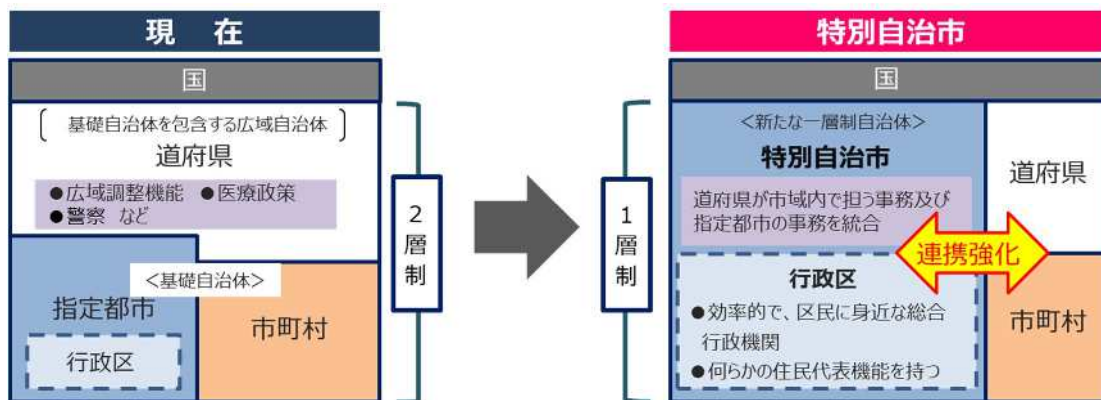 現 在
国
基礎自治体を包含する広域自治体
道府県
●広域調整機能 ●医療政策
●警察 など
<基礎自治体>
指定都市
行政区
市町村
2層制
特別自治市
国
<新たな一層制自治体>
特別自治市
道府県が市域内で担う事務及び
指定都市の事務を統合
道府県
連携強化
行政区
●効率的で、区民に身近な総合
行政機関
●何らかの住民代表機能を持つ
市町村
1層制